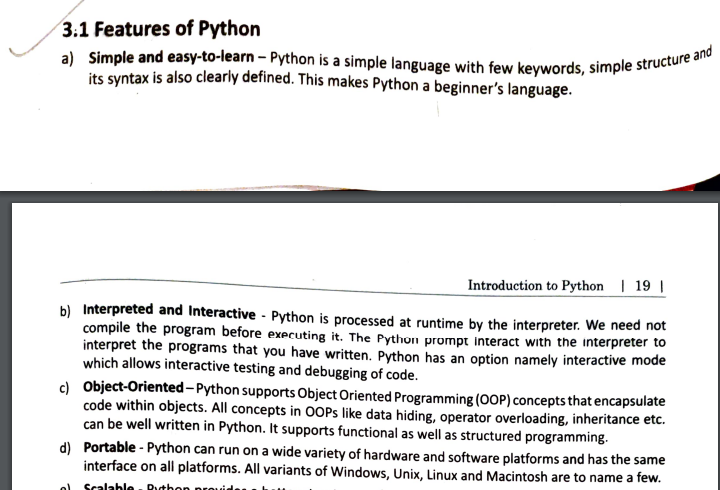 3.1 Features of Python
a) Simple and easy-to-learn – Python is a simple language with few keywords, simple structure and
its syntax is also clearly defined. This makes Python a beginner's language.
Introduction to Python | 19 |
b) Interpreted and Interactive - Python is processed at runtime by the interpreter. We need not
compile the program before executing it. The Python prompt interact with the interpreter to
interpret the programs that you have written. Python has an option namely interactive mode
which allows interactive testing and debugging of code.
c) Object-Oriented – Python supports Object Oriented Programming (OOP) concepts that encapsulate
code within objects. All concepts in OOPs like data hiding, operator overloading, inheritance etc.
can be well written in Python. It supports functional as well as structured programming.
d) Portable - Python can run on a wide variety of hardware and software platforms and has the same
interface on all platforms. All variants of Windows, Unix, Linux and Macintosh are to name a few.
e) Scalable - Python provides a